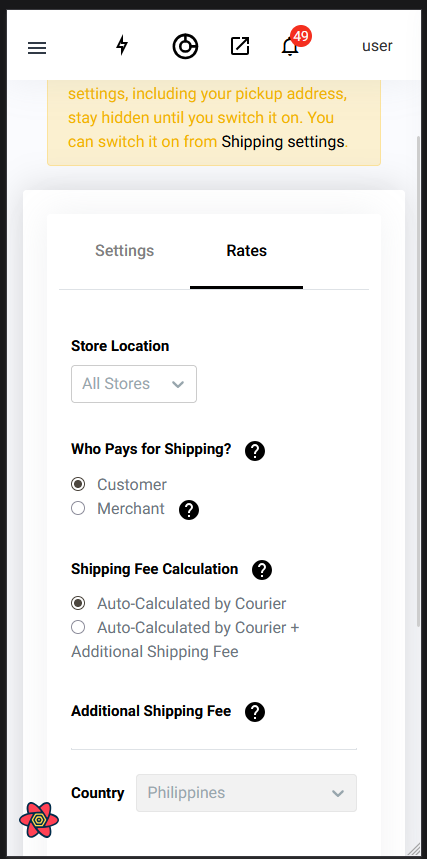 49
user
settings, including your pickup address,
stay hidden until you switch it on. You
can switch it on from Shipping settings.
Settings Rates
Store Location
All Stores
Who Pays for Shipping? ?
Customer
Merchant ?
Shipping Fee Calculation ?
Auto-Calculated by Courier
Auto-Calculated by Courier +
Additional Shipping Fee
Additional Shipping Fee ?
Country Philippines